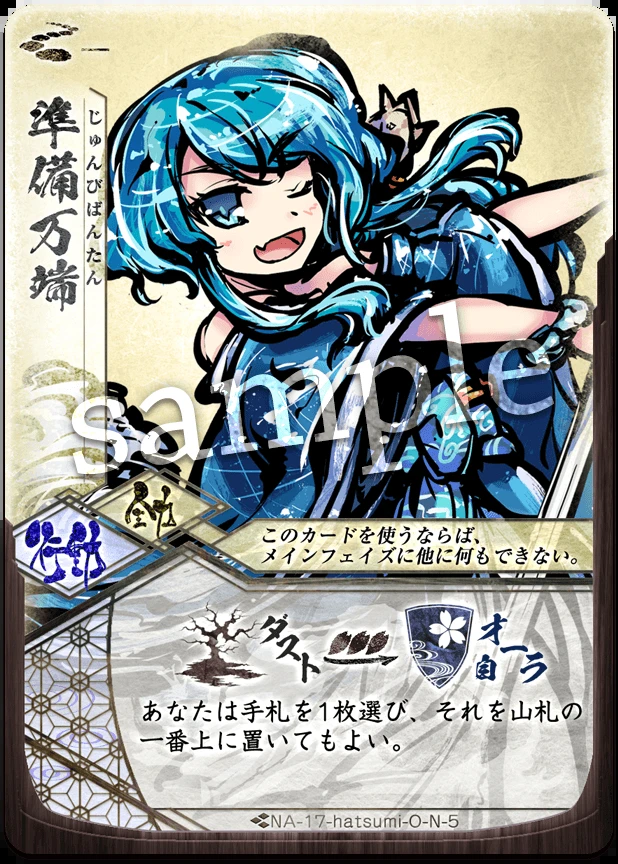 準備万端
じゅんびばんたん
sample
全力
行動
このカードを使うならば、
メインフェイズに他に何もできない。
ダスト
自オーラ
あなたは手札を1枚選び、それを山札の
一番上に置いてもよい。
NA-17-hatsumi-O-N-5